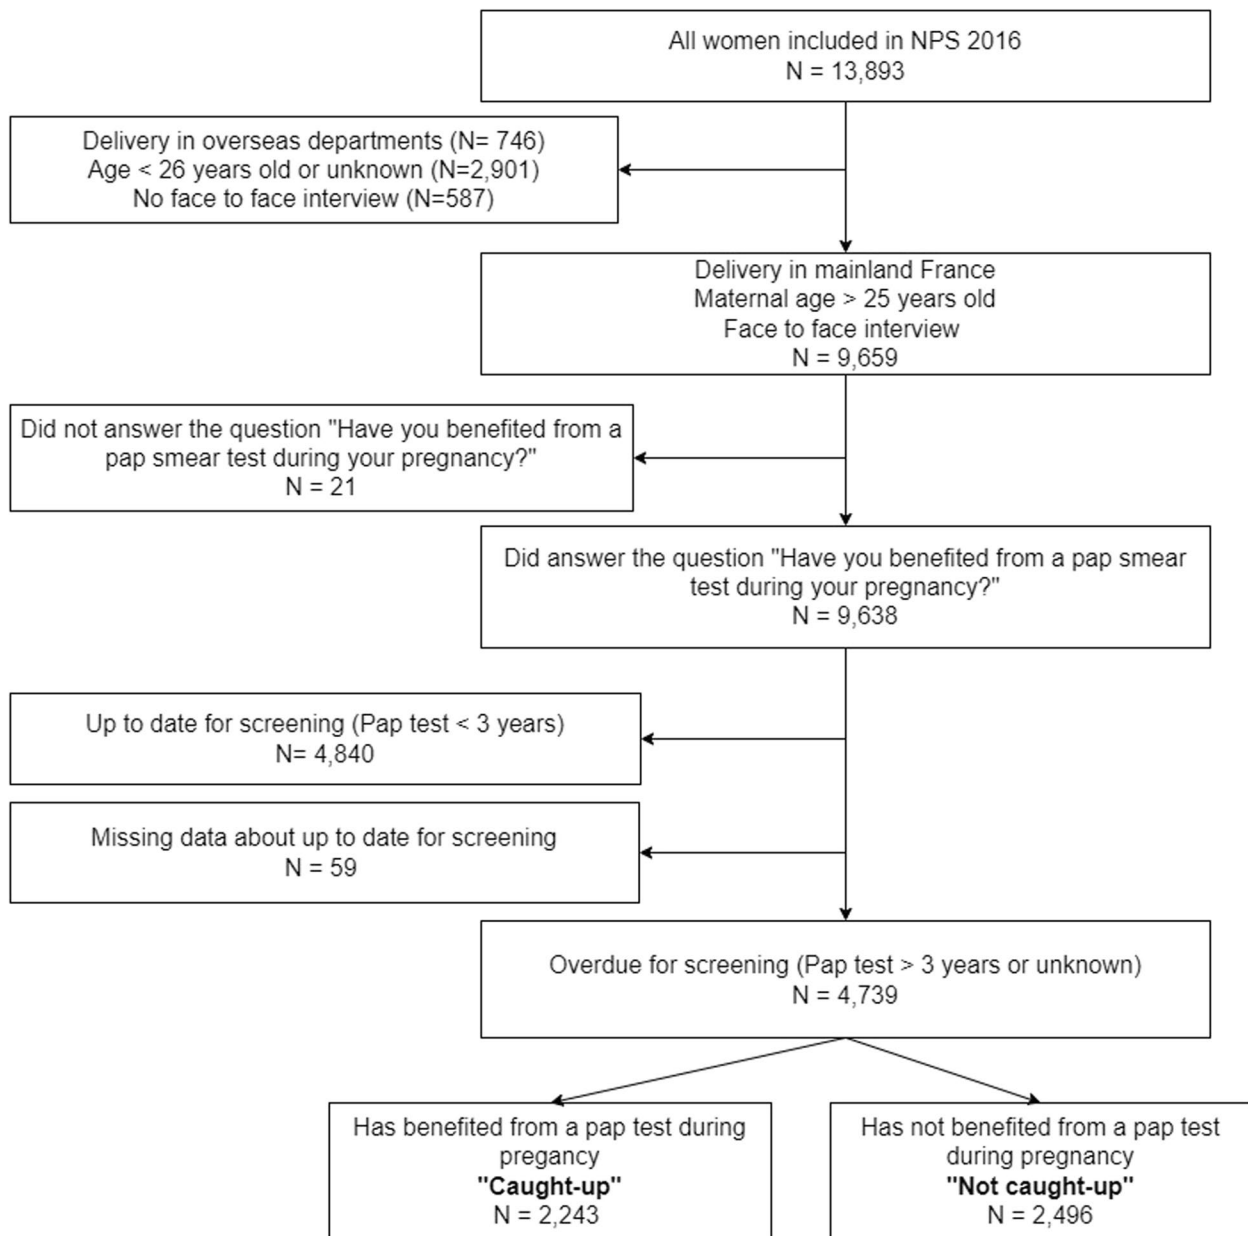 All women included in NPS 2016
N = 13,893
Delivery in overseas departments (N= 746)
Age < 26 years old or unknown (N=2,901)
No face to face interview (N=587)
Delivery in mainland France
Maternal age > 25 years old
Face to face interview
N = 9,659
Did not answer the question "Have you benefited from a
pap smear test during your pregnancy?"
N = 21
Did answer the question "Have you benefited from a pap smear
test during your pregnancy?"
N = 9,638
Up to date for screening (Pap test < 3 years)
N= 4,840
Missing data about up to date for screening
N = 59
Overdue for screening (Pap test > 3 years or unknown)
N = 4,739
Has benefited from a pap test during
pregancy
"Caught-up"
N = 2,243
Has not benefited from a pap test
during pregnancy
"Not caught-up"
N = 2,496